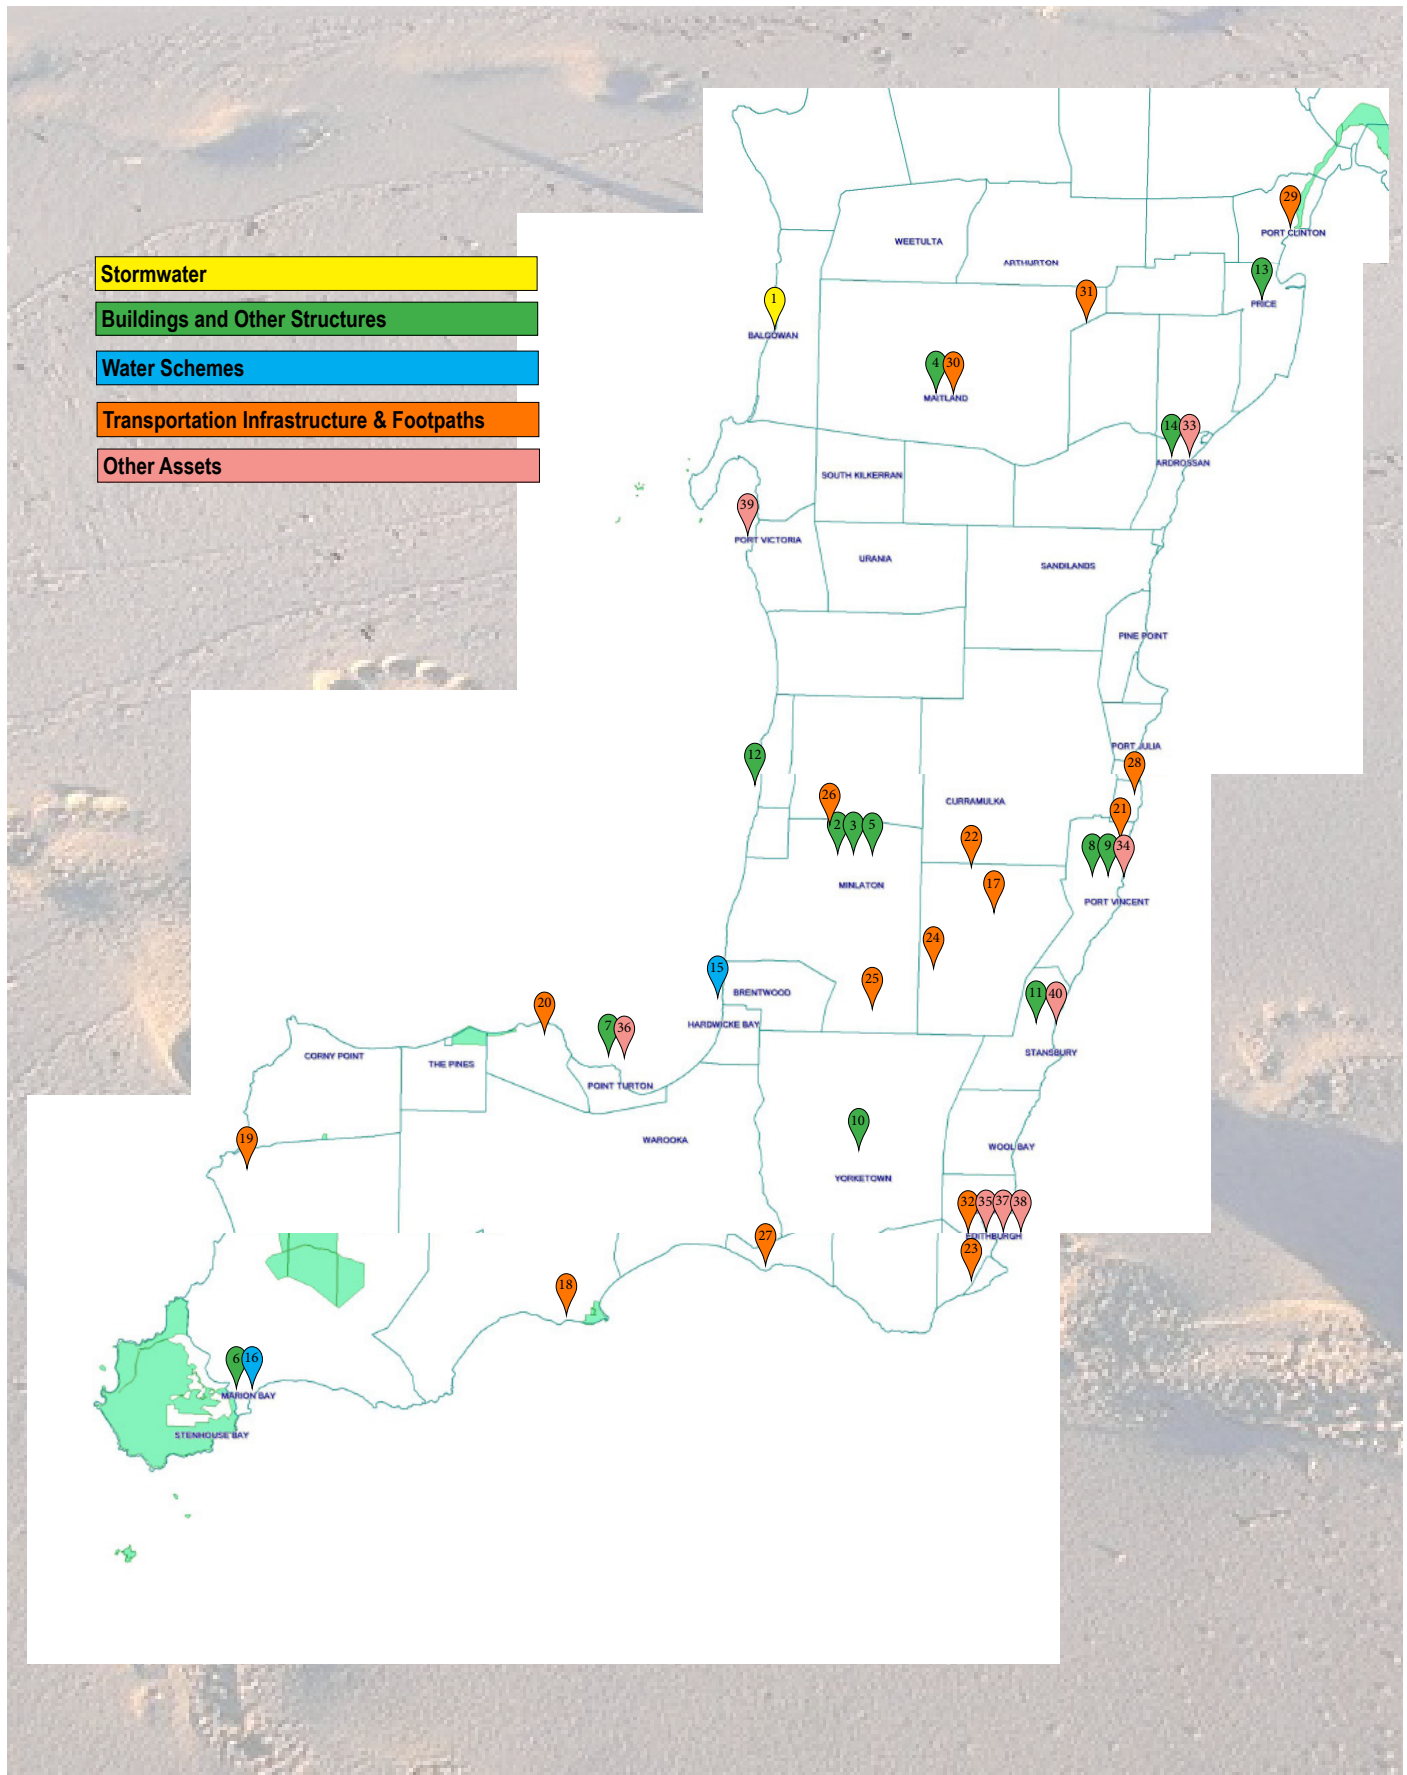 29
PORT CLINTON
WEETULTA
ARTHURTON
Stormwater
13
PRICE
Buildings and Other Structures
1
BALGOWAN
31
Water Schemes
4 30
MAITLAND
Transportation Infrastructure & Footpaths
14 33
ARDROSSAN
Other Assets
SOUTH KILKERRAN
39
PORT VICTORIA
URANIA
SANDILANDS
PINE POINT
PORT JULIA
12
28
26
CURRAMULKA
21
2 3 5
22
8 9 34
MINLATON
17
PORT VINCENT
24
15
25
BRENTWOOD
11 40
20
HARDWICKE BAY
7 36
CORNY POINT
THE PINES
STANSBURY
POINT TURTON
10
19
WAROOKA
WOOL BAY
YORKETOWN
32 35 37 38
EDITHBURGH
27
23
18
6 16
MARION BAY
STENHOUSE BAY